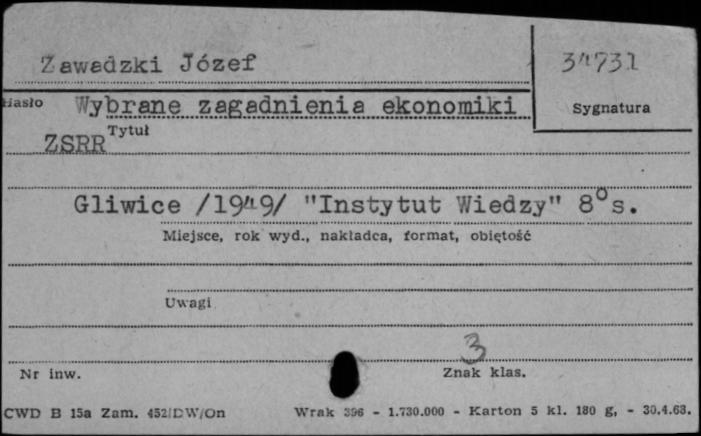 Zawadzki Józef
34731
Hasło
Wybrane zagadnienia ekonomiki
Sygnatura
ZSRR
Tytuł
Gliwice /1949/ "Instytut Wiedzy" 8°s.
Miejsce, rok wyd., nakładca, format, objętość
Uwagi
3
Nr inw.
Znak klas.
CWD B 15a Zam. 452/DW/On
Wrak 396 - 1.730.000 - Karton 5 kl. 180 g, - 30.4.63.